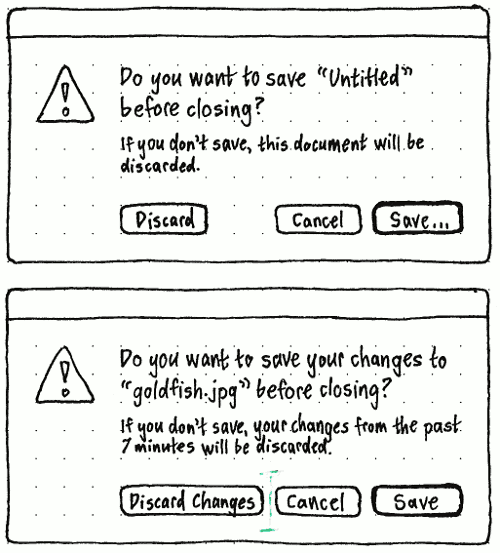 Do you want to save "Untitled"
before closing?
If you don't save, this document will be
discarded.
Discard Cancel Save...
Do you want to save your changes to
"goldfish.jpg" before closing?
If you don't save, your changes from the past
7 minutes will be discarded.
Discard Changes Cancel Save